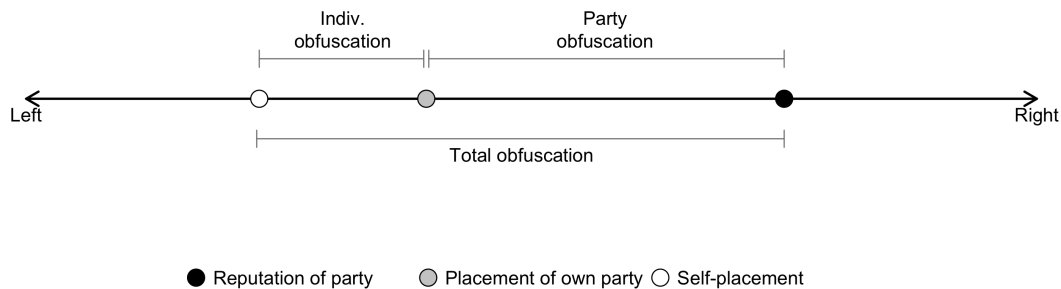 Indiv.
obfuscation
Party
obfuscation
Left
Right
Total obfuscation
Reputation of party
Placement of own party
Self-placement